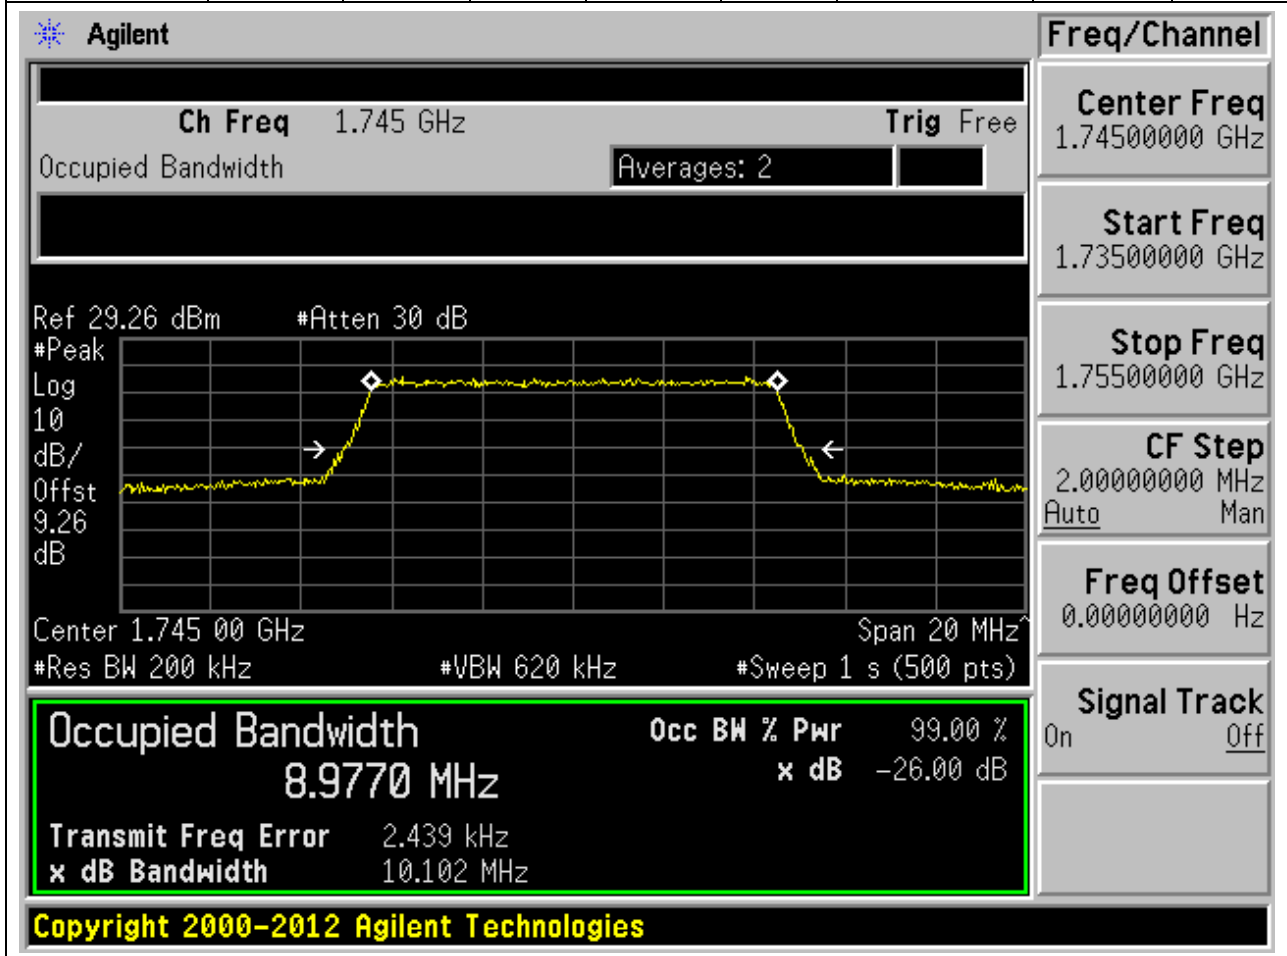 Agilent
Freq/Channel
Ch Freq 1.745 GHz Trig Free
Occupied Bandwidth Averages: 2
Center Freq
1.74500000 GHz
Start Freq
1.73500000 GHz
Stop Freq
1.75500000 GHz
CF Step
2.00000000 MHz
Auto Man
Freq Offset
0.00000000 Hz
Signal Track
On Off
Ref 29.26 dBm #Atten 30 dB
#Peak
Log
10
dB/
Offst
9.26
dB
Center 1.745 00 GHz Span 20 MHz^
#Res BW 200 kHz #VBW 620 kHz #Sweep 1 s (500 pts)
Occupied Bandwidth Occ BW % Pwr 99.00 %
8.9770 MHz x dB -26.00 dB
Transmit Freq Error 2.439 kHz
x dB Bandwidth 10.102 MHz
Copyright 2000-2012 Agilent Technologies